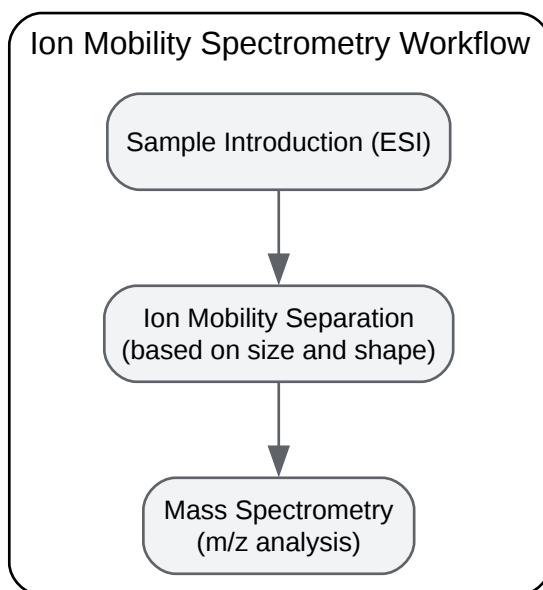 Ion Mobility Spectrometry Workflow
Sample Introduction (ESI)
Ion Mobility Separation
(based on size and shape)
Mass Spectrometry
(m/z analysis)